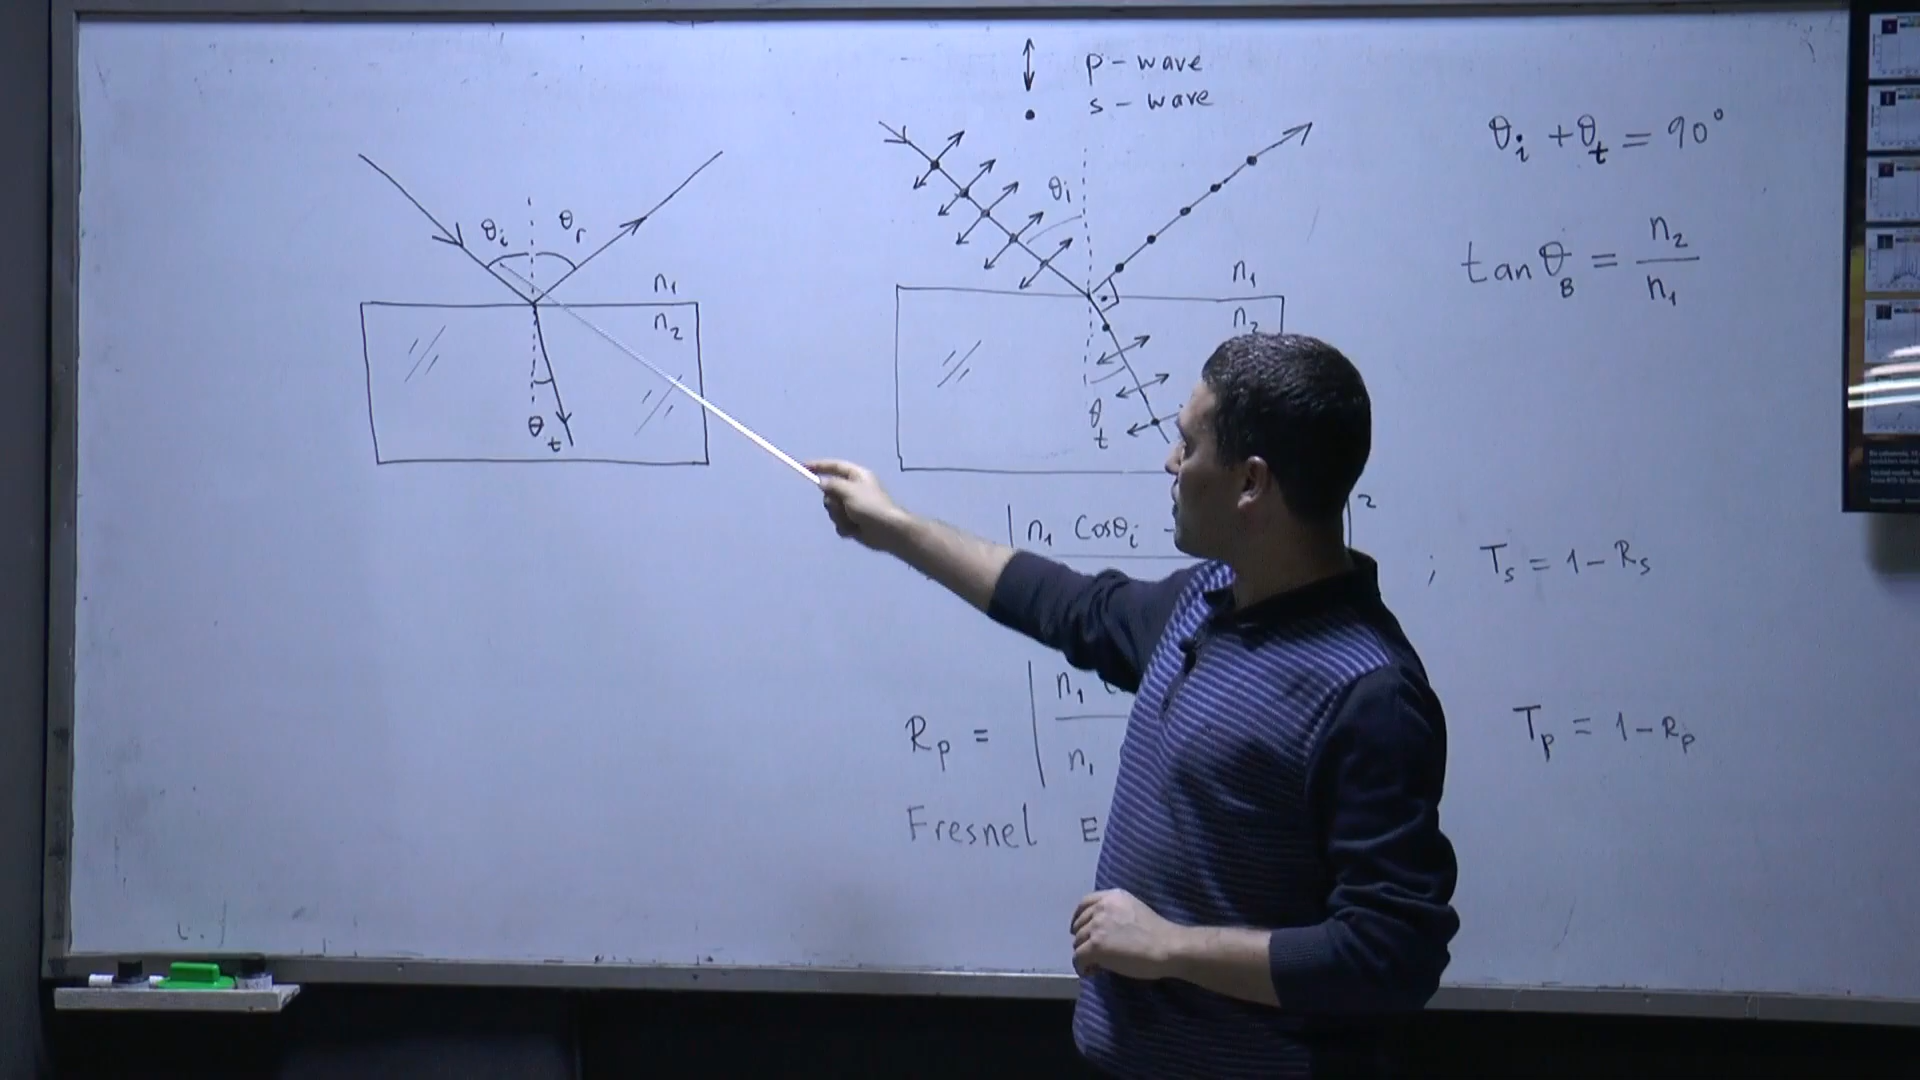 p - wave
s - wave
θi + θt = 90°
tan θB = n2/n1
θi θr
n1
n2
θt
θi
n1
n2
θt
| n1 Cosθi - |²
; Ts = 1 - Rs
Rp = | n1
n1
Tp = 1 - Rp
Fresnel E